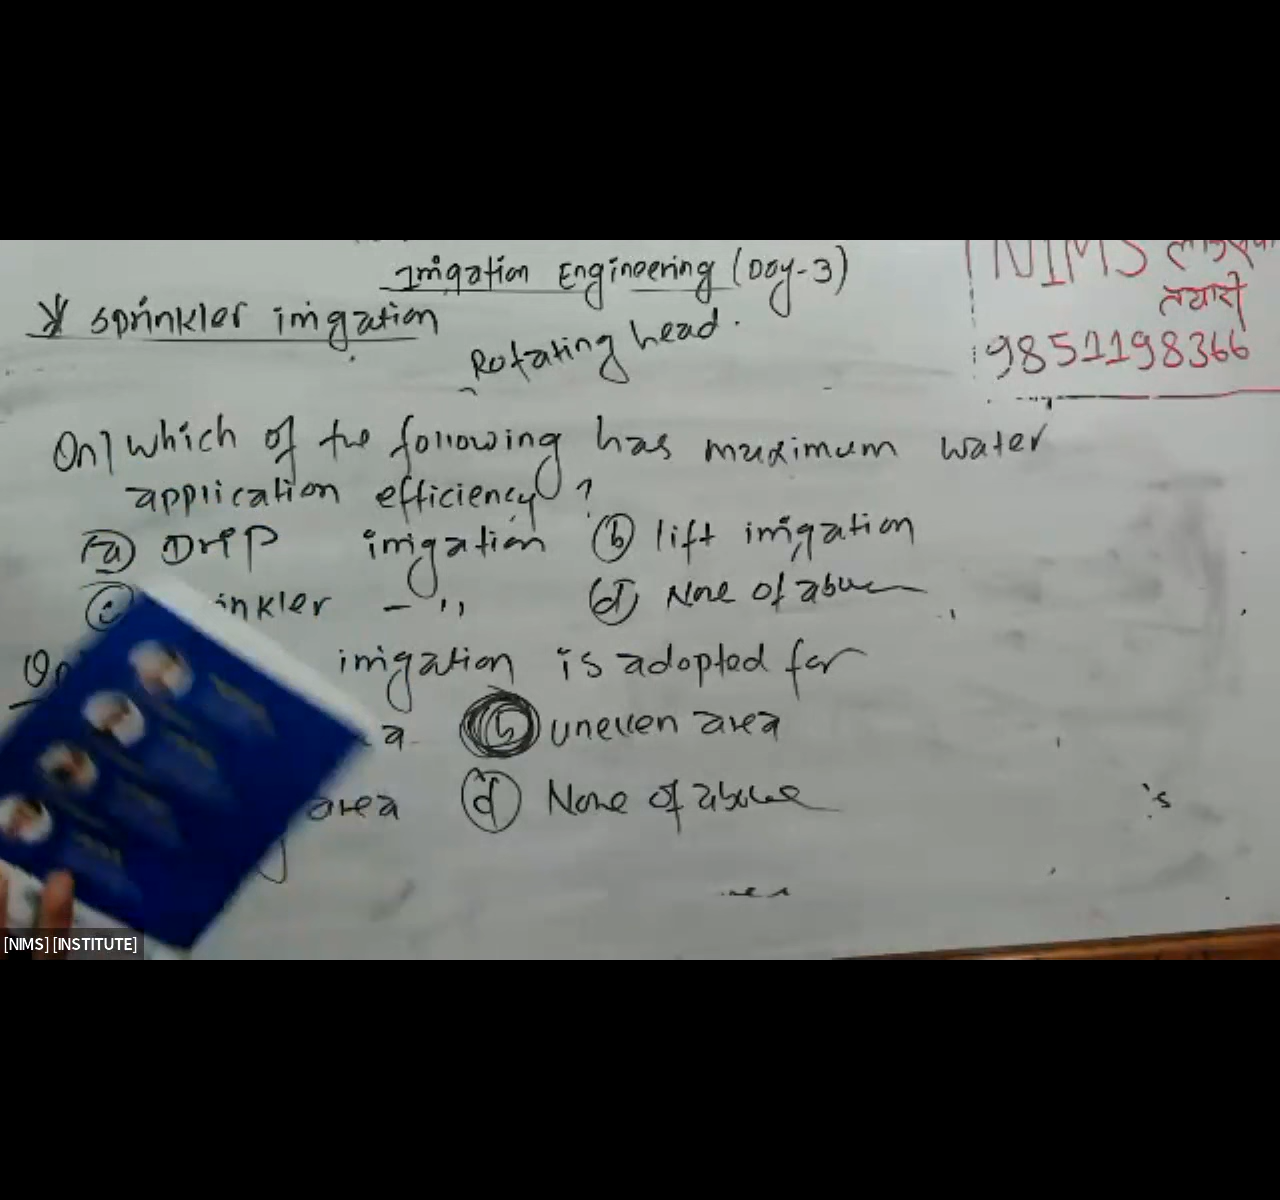 Irrigation Engineering (Day-3)
NIMS
तयारी
9851198366
* sprinkler irrigation
Rotating head.
Qn] which of the following has maximum water
application efficiency?
(a) Drip irrigation (b) lift irrigation
(c) inkler - " (d) None of above
irrigation is adopted for
a (b) uneven area
area (d) None of above
[NIMS] [INSTITUTE]